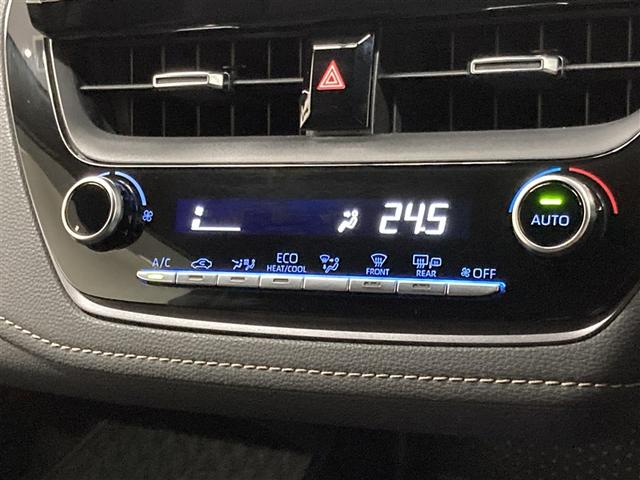 24.5
AUTO
A/C
ECO
HEAT/COOL
FRONT
REAR
OFF